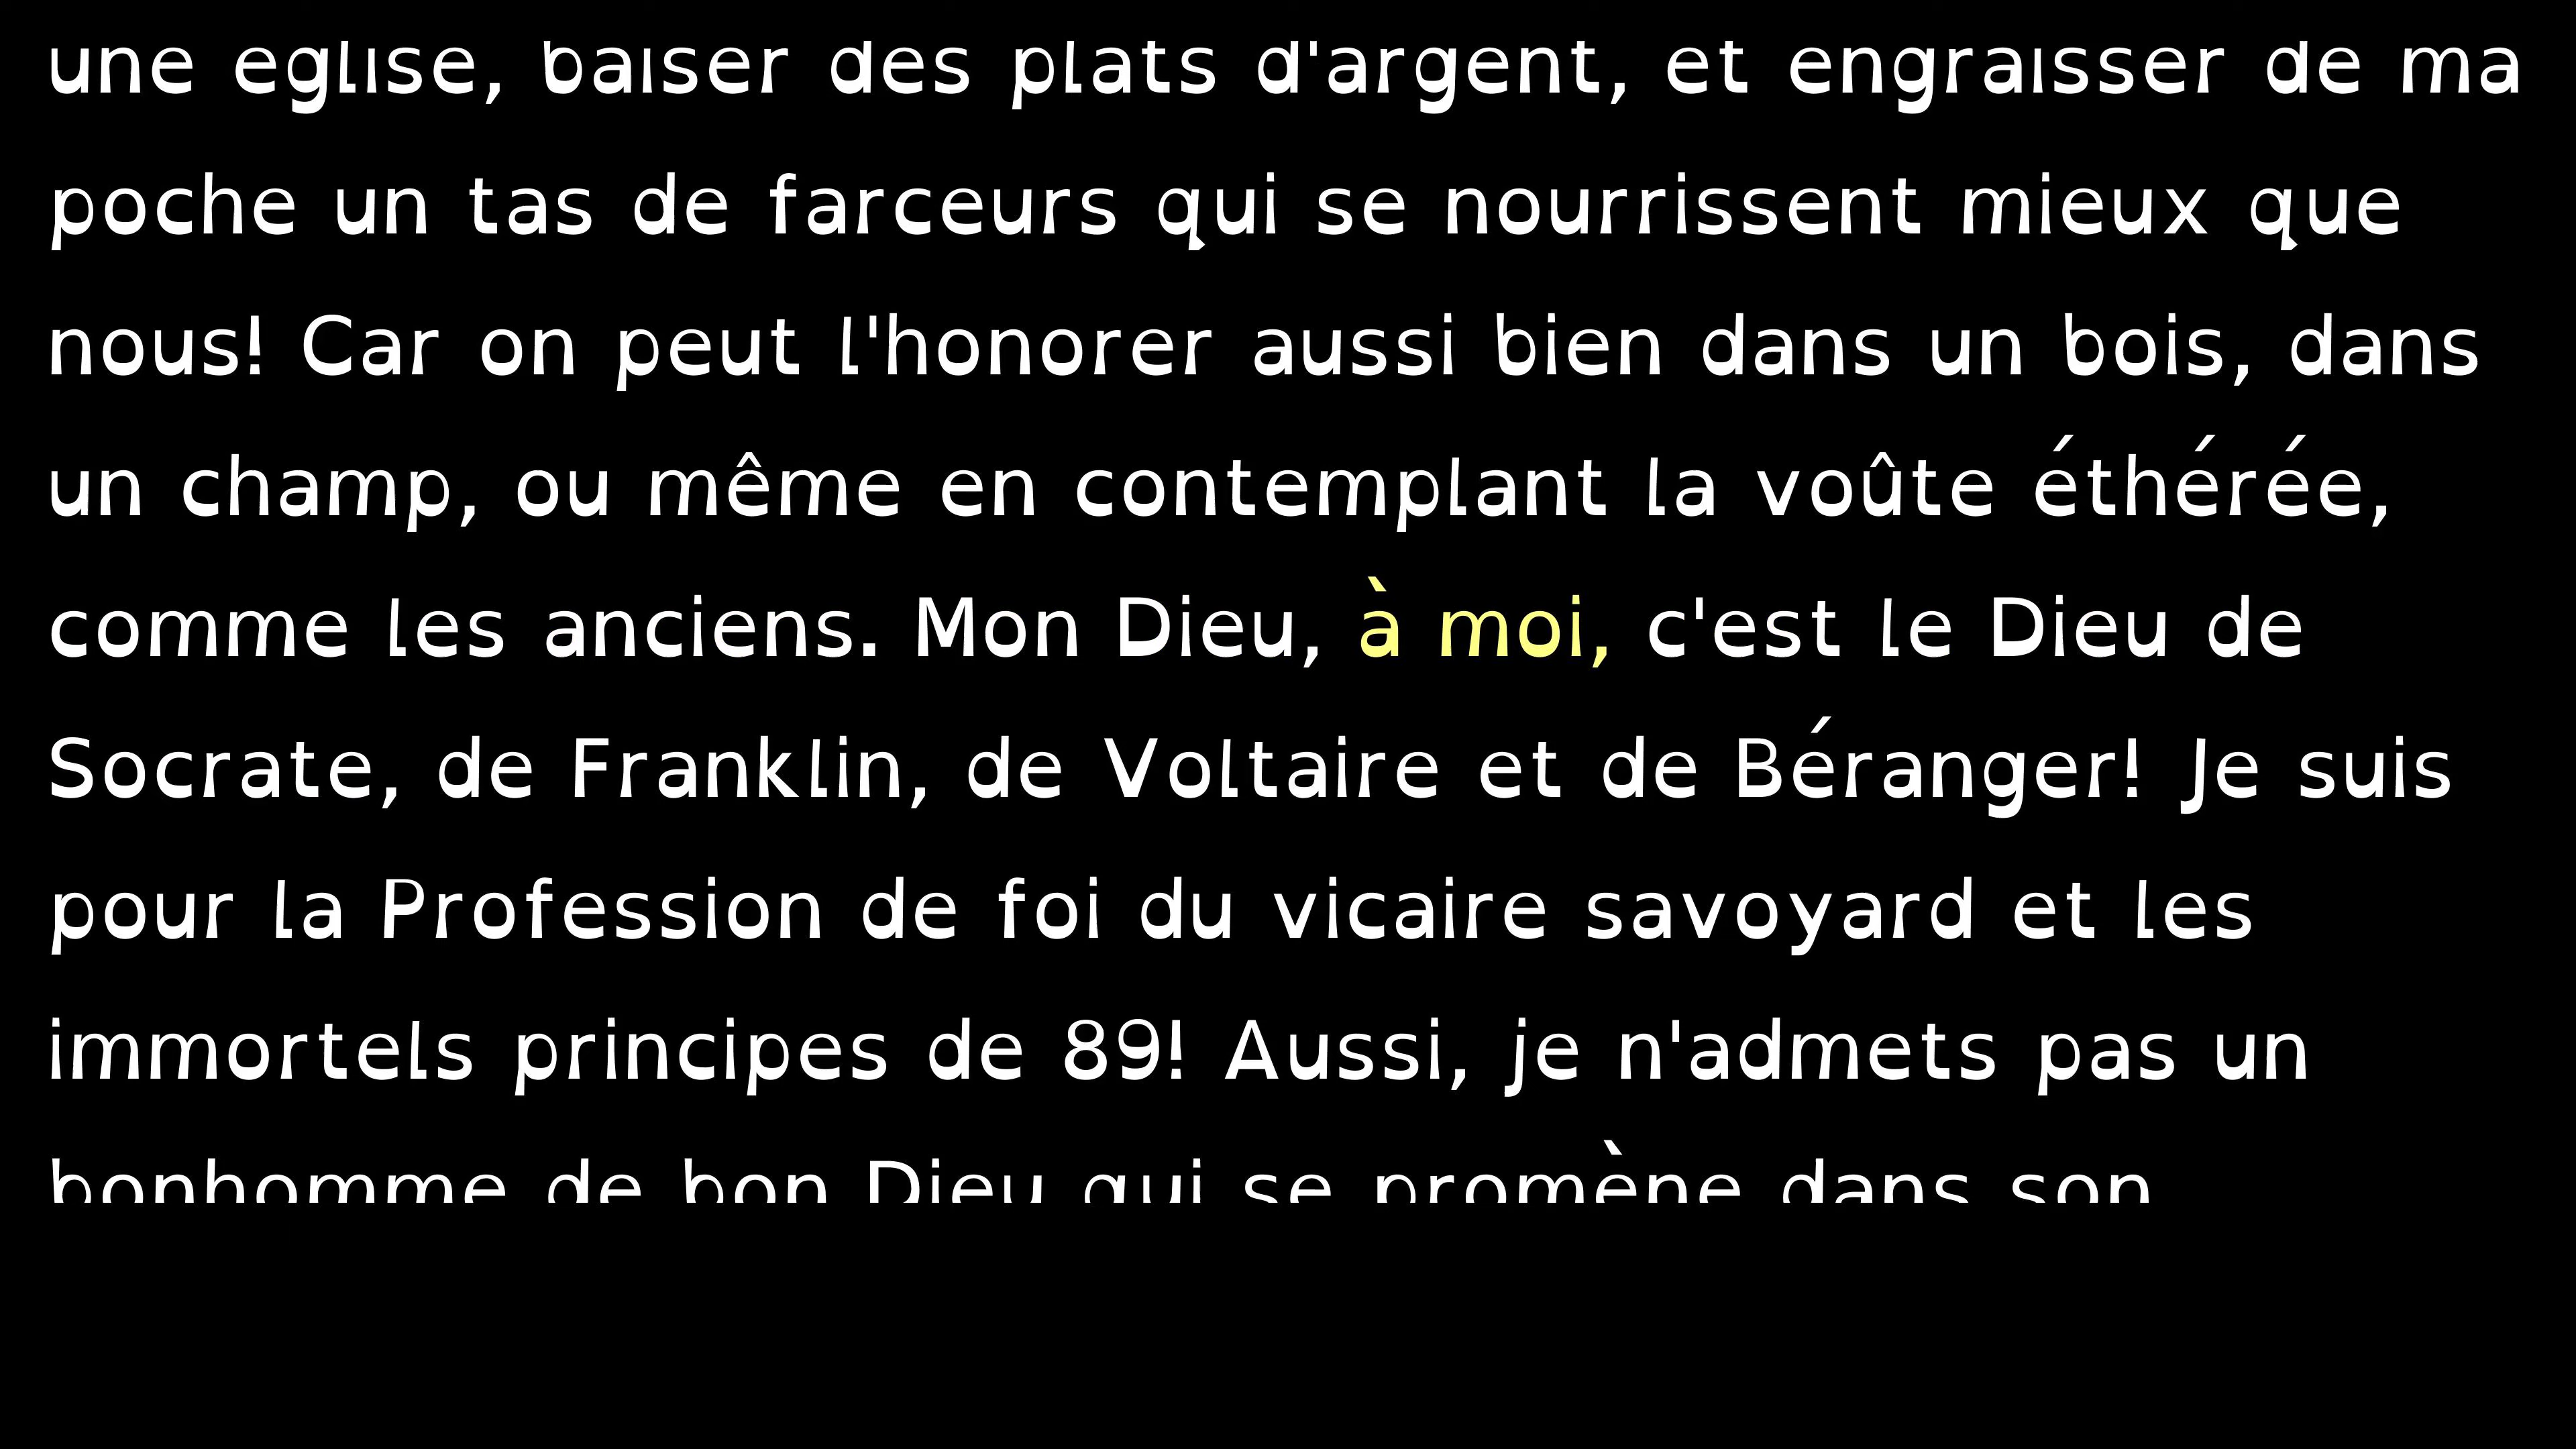 une église, baiser des plats d'argent, et engraisser de ma
poche un tas de farceurs qui se nourrissent mieux que
nous! Car on peut l'honorer aussi bien dans un bois, dans
un champ, ou même en contemplant la voûte éthérée,
comme les anciens. Mon Dieu, à moi, c'est le Dieu de
Socrate, de Franklin, de Voltaire et de Béranger! Je suis
pour la Profession de foi du vicaire savoyard et les
immortels principes de 89! Aussi, je n'admets pas un
bonhomme de bon Dieu qui se promène dans son